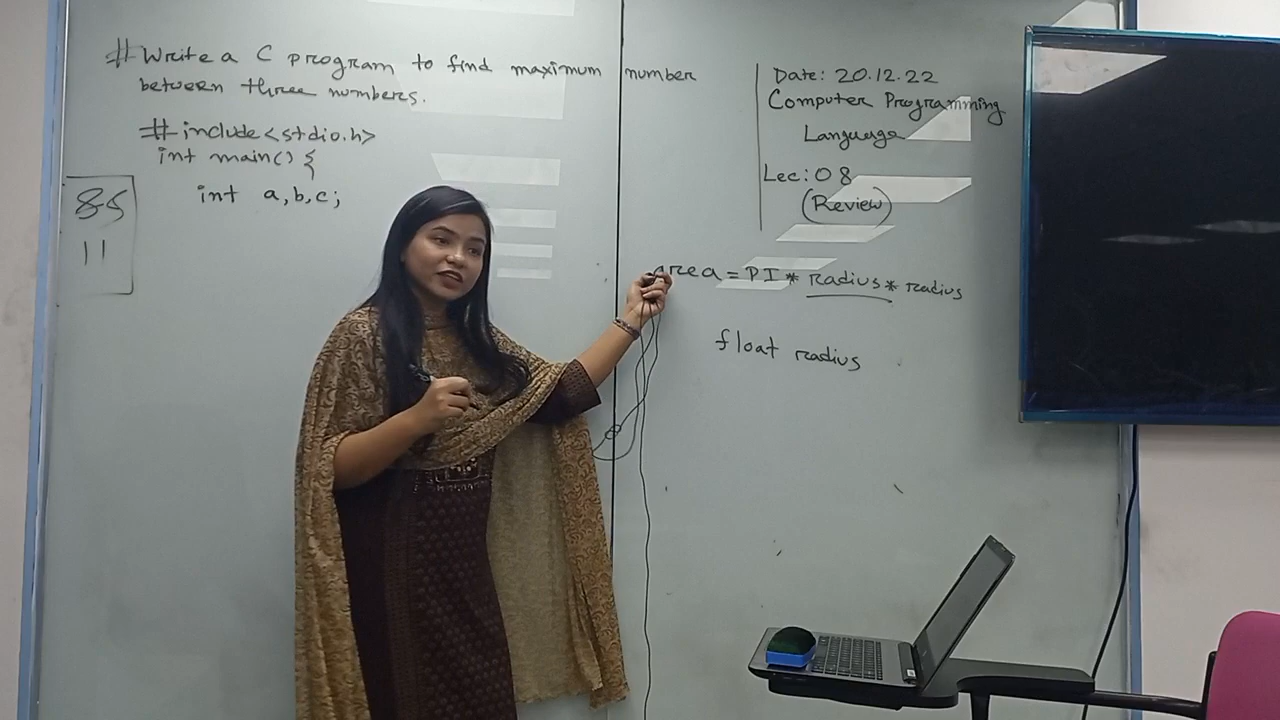 # Write a C program to find maximum number
between three numbers.
# include<stdio.h>
int main() {
int a,b,c;
85
11
Date: 20.12.22
Computer Programming
Language
Lec: 08
(Review)
area = PI * radius * radius
float radius